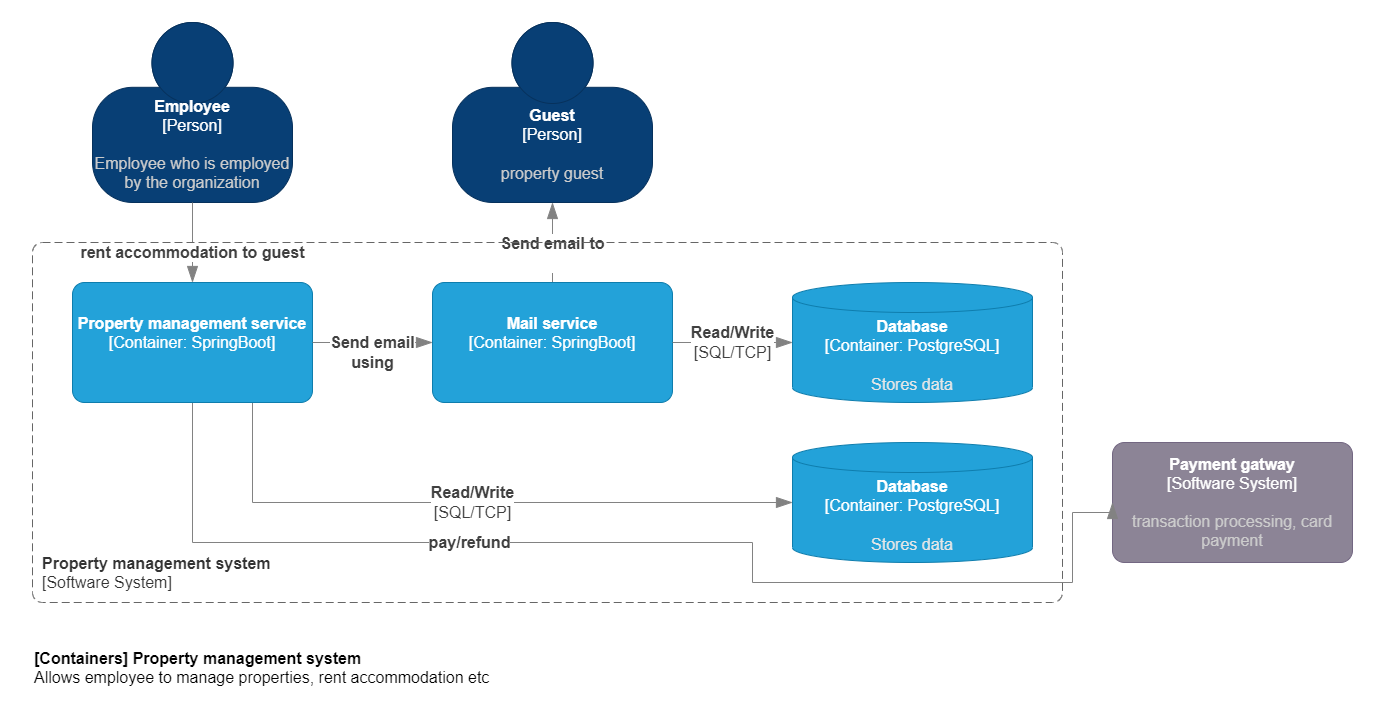 Employee
[Person]
Employee who is employed
by the organization
Guest
[Person]
property guest
rent accommodation to guest
Send email to
Property management service
[Container: SpringBoot]
Send email
using
Mail service
[Container: SpringBoot]
Read/Write
[SQL/TCP]
Database
[Container: PostgreSQL]
Stores data
Read/Write
[SQL/TCP]
Database
[Container: PostgreSQL]
Stores data
Payment gatway
[Software System]
transaction processing, card
payment
pay/refund
Property management system
[Software System]
[Containers] Property management system
Allows employee to manage properties, rent accommodation etc